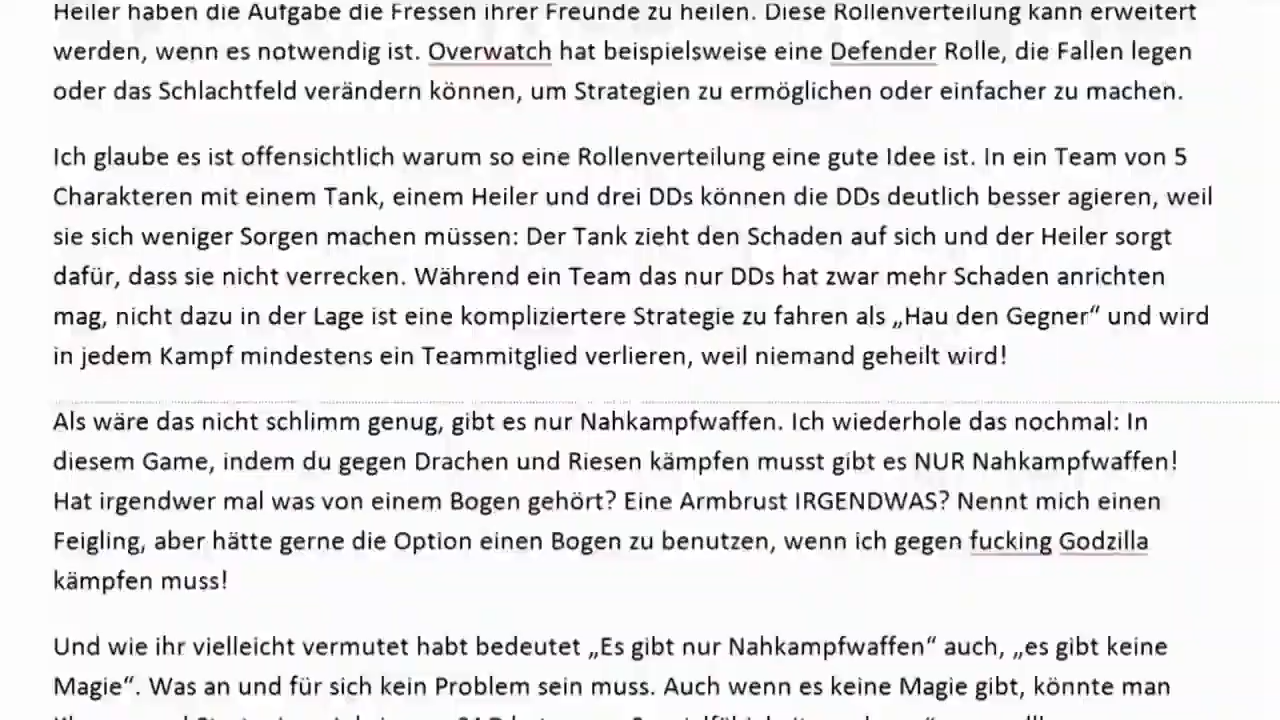 Heiler haben die Aufgabe die Fressen ihrer Freunde zu heilen. Diese Rollenverteilung kann erweitert
werden, wenn es notwendig ist. Overwatch hat beispielsweise eine Defender Rolle, die Fallen legen
oder das Schlachtfeld verändern können, um Strategien zu ermöglichen oder einfacher zu machen.
Ich glaube es ist offensichtlich warum so eine Rollenverteilung eine gute Idee ist. In ein Team von 5
Charakteren mit einem Tank, einem Heiler und drei DDs können die DDs deutlich besser agieren, weil
sie sich weniger Sorgen machen müssen: Der Tank zieht den Schaden auf sich und der Heiler sorgt
dafür, dass sie nicht verrecken. Während ein Team das nur DDs hat zwar mehr Schaden anrichten
mag, nicht dazu in der Lage ist eine kompliziertere Strategie zu fahren als „Hau den Gegner“ und wird
in jedem Kampf mindestens ein Teammitglied verlieren, weil niemand geheilt wird!
Als wäre das nicht schlimm genug, gibt es nur Nahkampfwaffen. Ich wiederhole das nochmal: In
diesem Game, indem du gegen Drachen und Riesen kämpfen musst gibt es NUR Nahkampfwaffen!
Hat irgendwer mal was von einem Bogen gehört? Eine Armbrust IRGENDWAS? Nennt mich einen
Feigling, aber hätte gerne die Option einen Bogen zu benutzen, wenn ich gegen fucking Godzilla
kämpfen muss!
Und wie ihr vielleicht vermutet habt bedeutet „Es gibt nur Nahkampfwaffen“ auch, „es gibt keine
Magie“. Was an und für sich kein Problem sein muss. Auch wenn es keine Magie gibt, könnte man